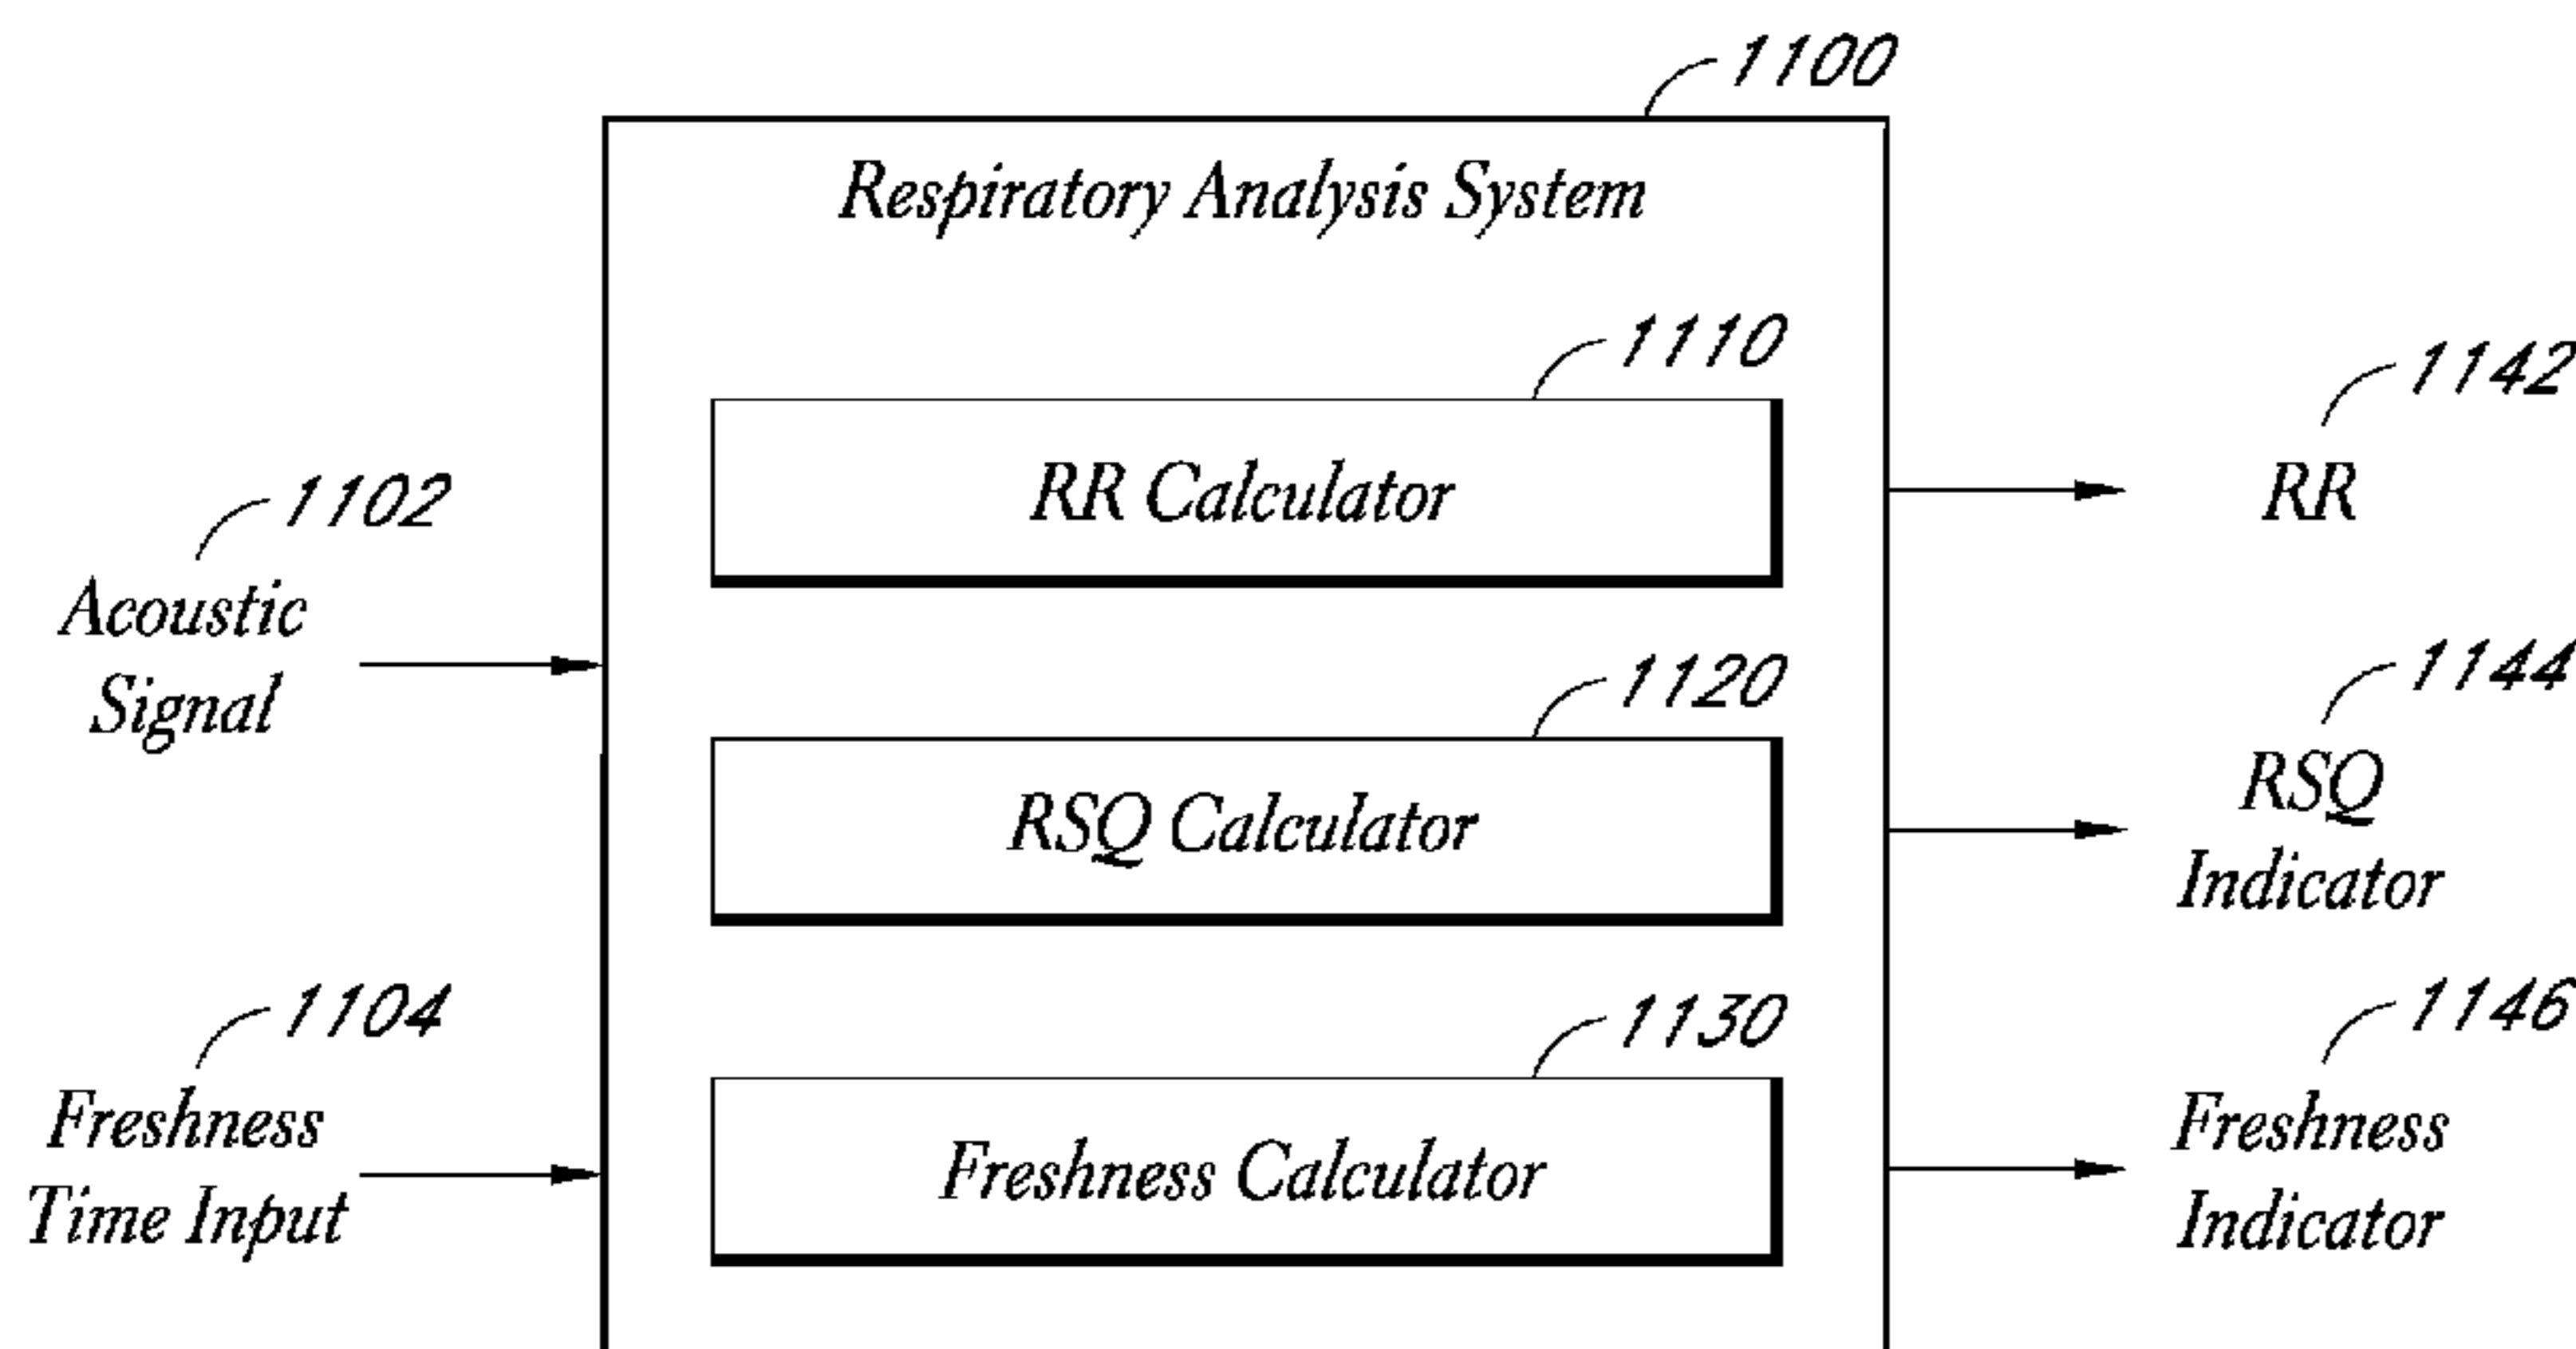 1100
Respiratory Analysis System
1110
RR Calculator
1142
RR
1102
Acoustic
Signal
1120
RSQ Calculator
1144
RSQ
Indicator
1104
Freshness
Time Input
1130
Freshness Calculator
1146
Freshness
Indicator